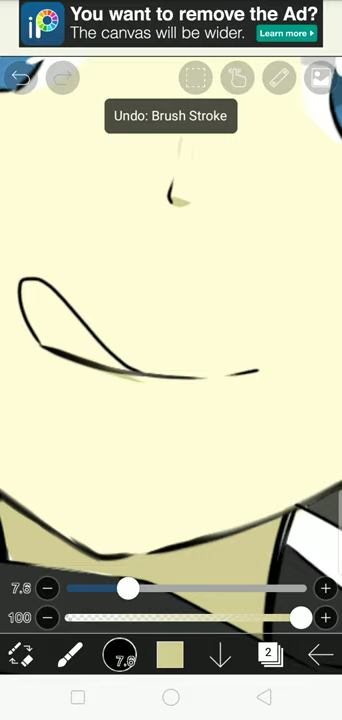 iP
You want to remove the Ad?
The canvas will be wider.
Learn more
Undo: Brush Stroke
7.6
100
7.6
2